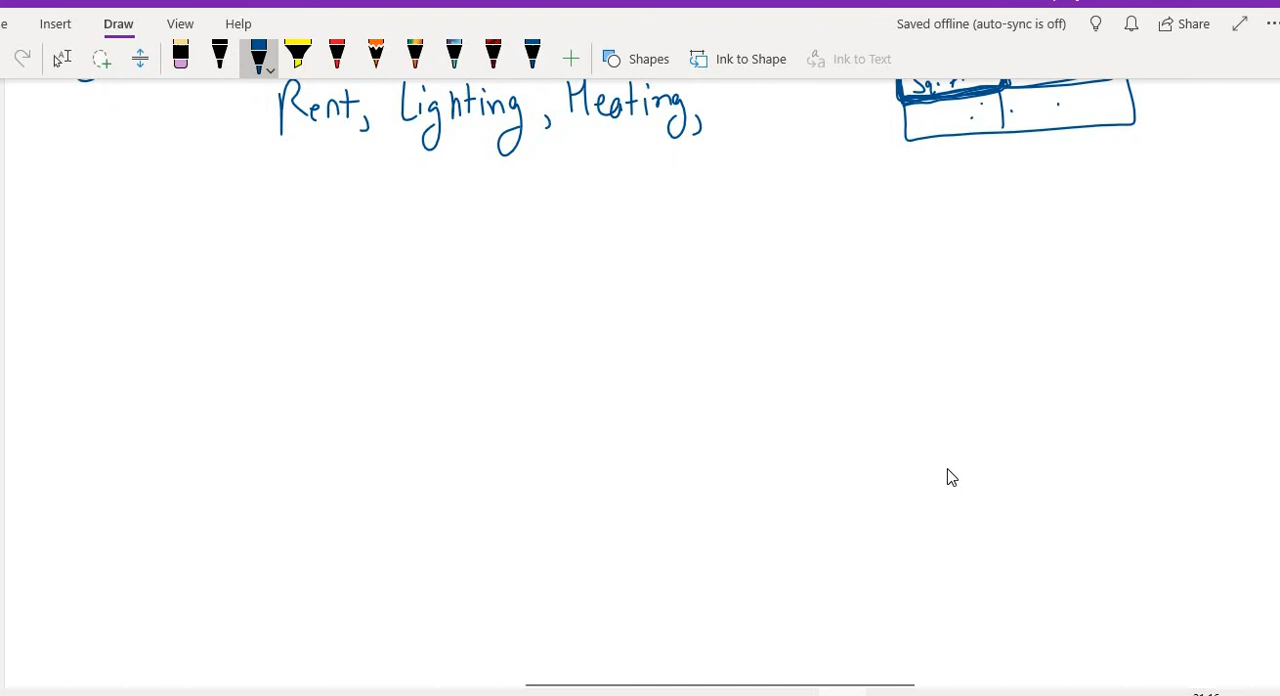 Insert Draw View Help Saved offline (auto-sync is off) Share
Shapes Ink to Shape Ink to Text
Rent, Lighting, Heating,